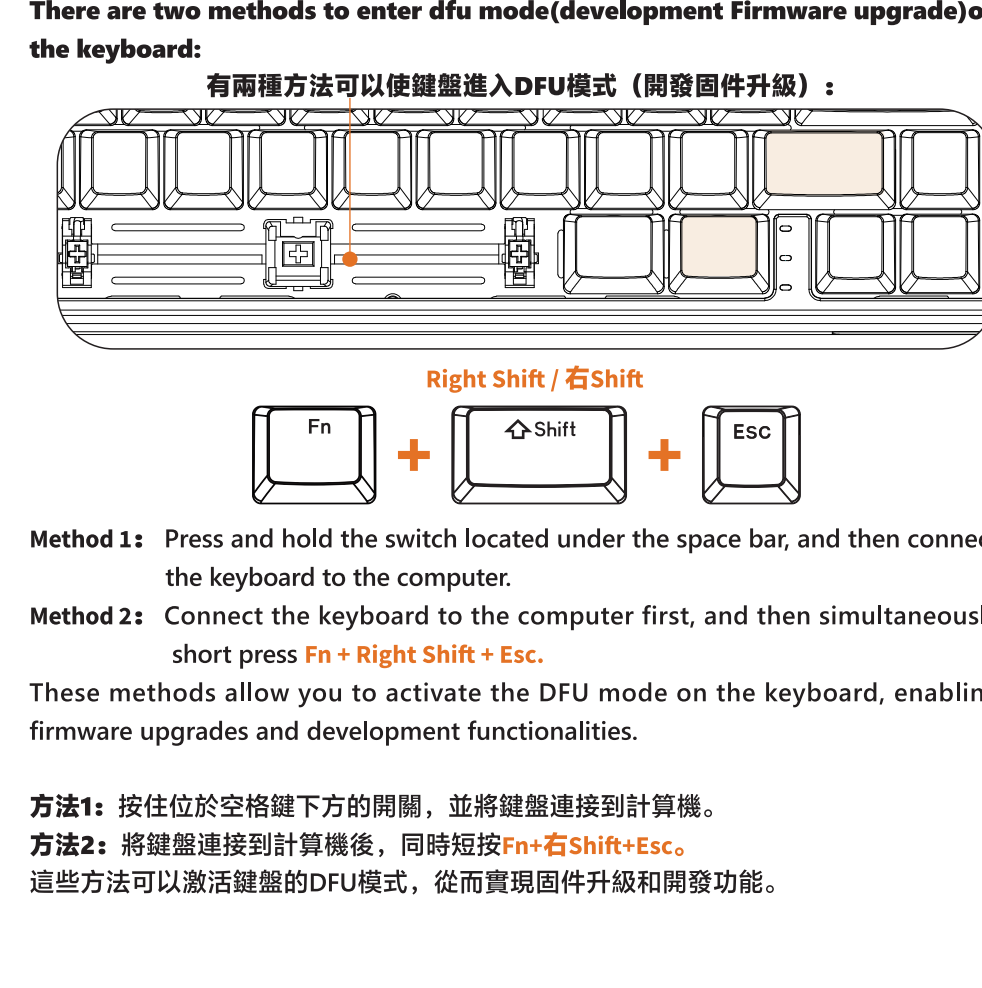 There are two methods to enter dfu mode(development Firmware upgrade)o
the keyboard:
有兩種方法可以使鍵盤進入DFU模式（開發固件升級）:
Right Shift / 右Shift
Fn + Shift + Esc
Method 1: Press and hold the switch located under the space bar, and then connec
the keyboard to the computer.
Method 2: Connect the keyboard to the computer first, and then simultaneousl
short press Fn + Right Shift + Esc.
These methods allow you to activate the DFU mode on the keyboard, enablin
firmware upgrades and development functionalities.
方法1: 按住位於空格鍵下方的開關，並將鍵盤連接到計算機。
方法2: 將鍵盤連接到計算機後，同時短按Fn+右Shift+Esc。
這些方法可以激活鍵盤的DFU模式，從而實現固件升級和開發功能。